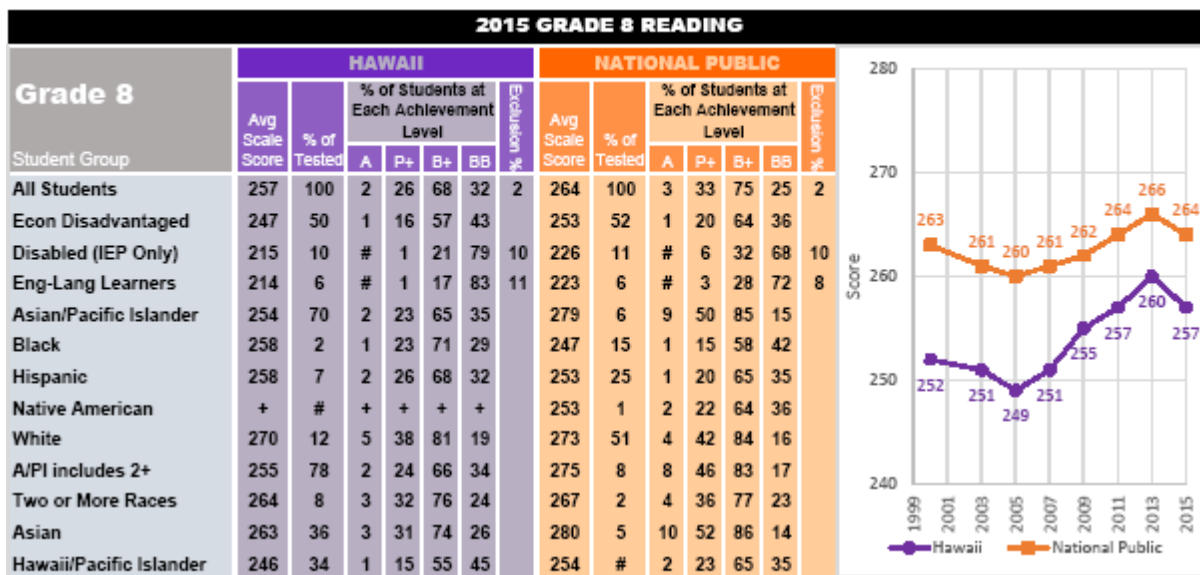 2015 GRADE 8 READING
HAWAII NATIONAL PUBLIC
Grade 8
Student Group
Avg Scale Score % of Tested % of Students at Each Achievement Level Exclusion % Avg Scale Score % of Tested % of Students at Each Achievement Level Exclusion %
A P+ B+ BB A P+ B+ BB
All Students 257 100 2 26 68 32 2 264 100 3 33 75 25 2
Econ Disadvantaged 247 50 1 16 57 43 253 52 1 20 64 36
Disabled (IEP Only) 215 10 # 1 21 79 10 226 11 # 6 32 68 10
Eng-Lang Learners 214 6 # 1 17 83 11 223 6 # 3 28 72 8
Asian/Pacific Islander 254 70 2 23 65 35 279 6 9 50 85 15
Black 258 2 1 23 71 29 247 15 1 15 58 42
Hispanic 258 7 2 26 68 32 253 25 1 20 65 35
Native American + # + + + + 253 1 2 22 64 36
White 270 12 5 38 81 19 273 51 4 42 84 16
A/PI includes 2+ 255 78 2 24 66 34 275 8 8 46 83 17
Two or More Races 264 8 3 32 76 24 267 2 4 36 77 23
Asian 263 36 3 31 74 26 280 5 10 52 86 14
Hawaii/Pacific Islander 246 34 1 15 55 45 254 # 2 23 65 35
280
270
260
250
240
Score
263 261 260 261 262 264 266 264
252 251 249 251 255 257 260 257
1999 2001 2003 2005 2007 2009 2011 2013 2015
Hawaii National Public